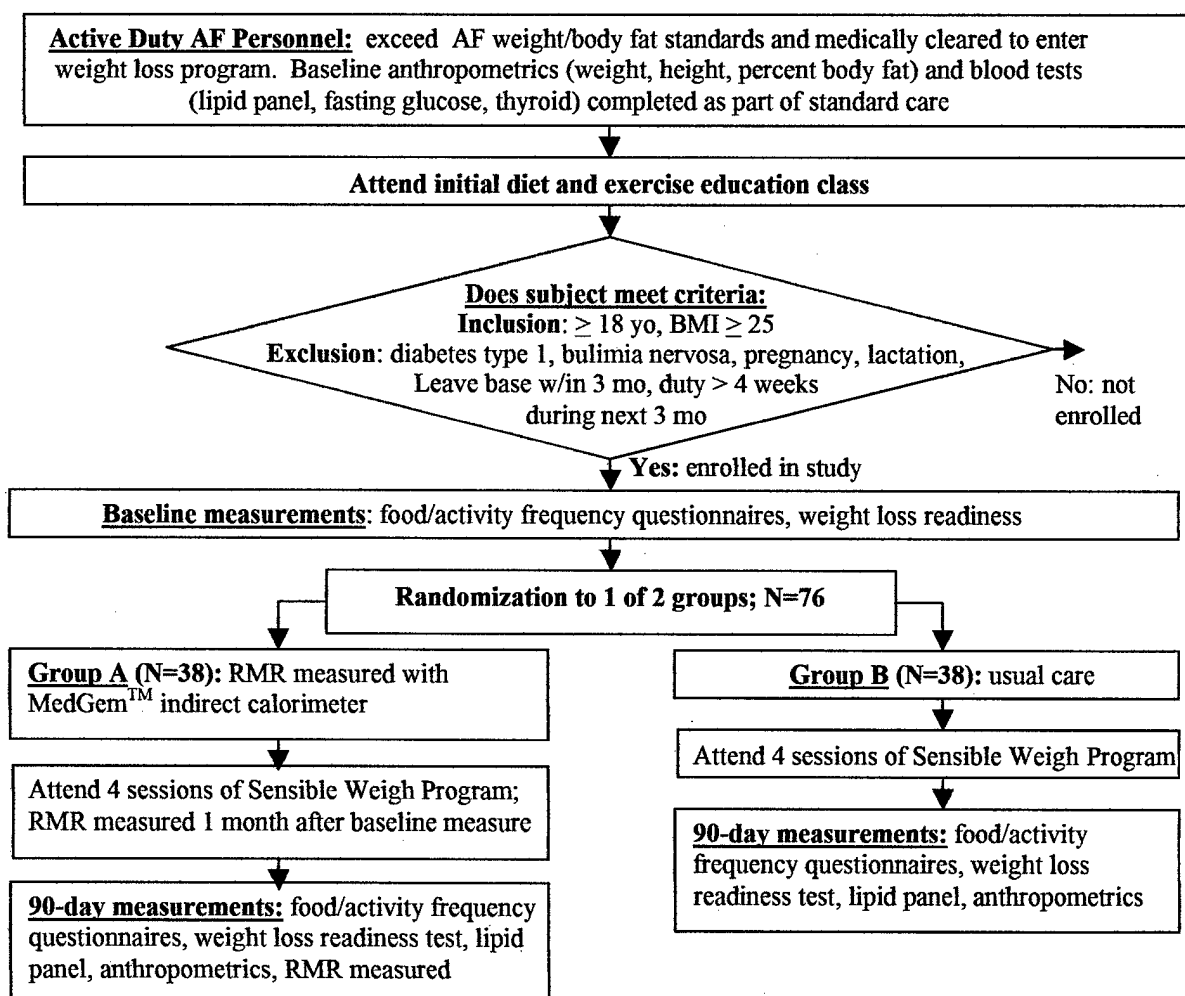 Active Duty AF Personnel: exceed AF weight/body fat standards and medically cleared to enter
weight loss program. Baseline anthropometrics (weight, height, percent body fat) and blood tests
(lipid panel, fasting glucose, thyroid) completed as part of standard care
Attend initial diet and exercise education class
Does subject meet criteria:
Inclusion: ≥ 18 yo, BMI ≥ 25
Exclusion: diabetes type 1, bulimia nervosa, pregnancy, lactation,
Leave base w/in 3 mo, duty > 4 weeks
during next 3 mo
No: not
enrolled
Yes: enrolled in study
Baseline measurements: food/activity frequency questionnaires, weight loss readiness
Randomization to 1 of 2 groups; N=76
Group A (N=38): RMR measured with
MedGem™ indirect calorimeter
Attend 4 sessions of Sensible Weigh Program;
RMR measured 1 month after baseline measure
90-day measurements: food/activity frequency
questionnaires, weight loss readiness test, lipid
panel, anthropometrics, RMR measured
Group B (N=38): usual care
Attend 4 sessions of Sensible Weigh Program
90-day measurements: food/activity
frequency questionnaires, weight loss
readiness test, lipid panel, anthropometrics